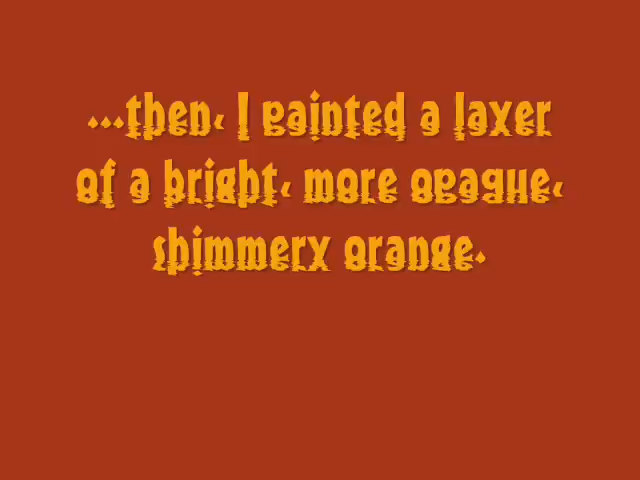 ...then, I painted a layer
of a bright, more opaque,
shimmery orange.